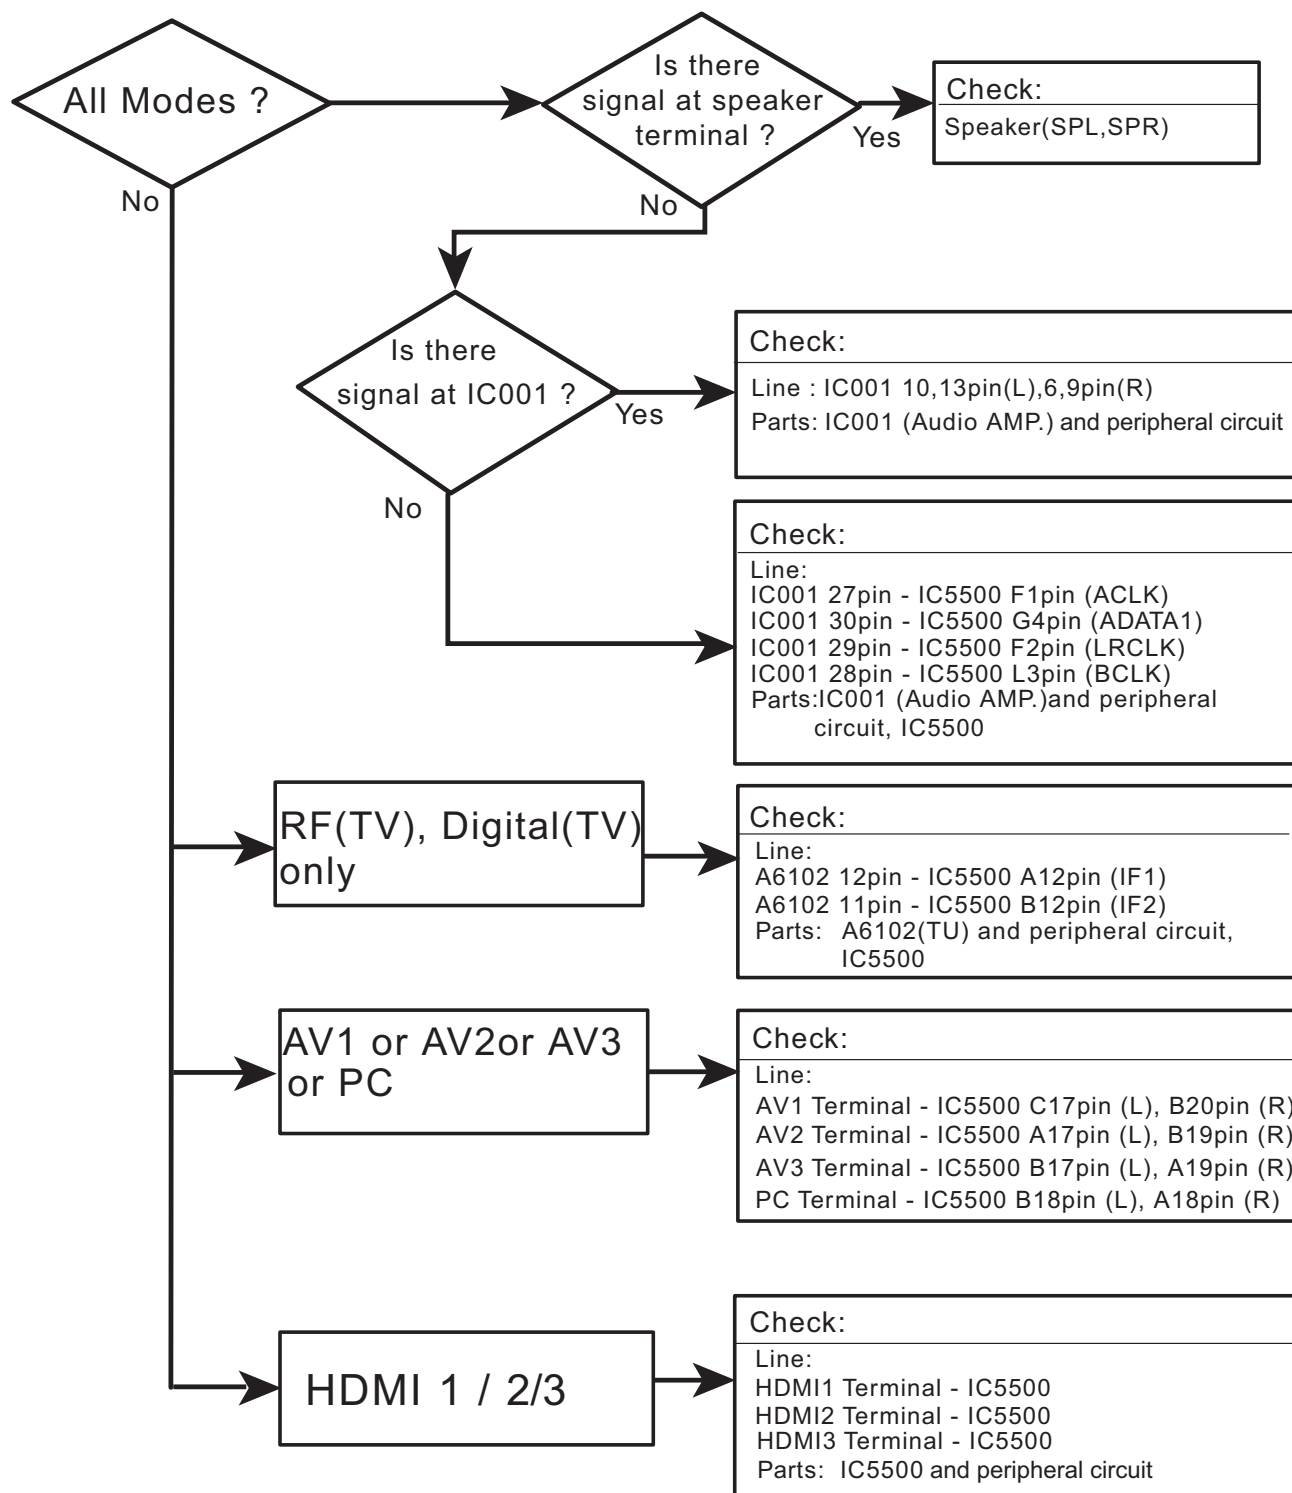 All Modes ?
Is there
signal at speaker
terminal ?
Yes
Check:
Speaker(SPL,SPR)
No
No
Is there
signal at IC001 ?
Yes
Check:
Line : IC001 10,13pin(L),6,9pin(R)
Parts: IC001 (Audio AMP.) and peripheral circuit
No
Check:
Line:
IC001 27pin - IC5500 F1pin (ACLK)
IC001 30pin - IC5500 G4pin (ADATA1)
IC001 29pin - IC5500 F2pin (LRCLK)
IC001 28pin - IC5500 L3pin (BCLK)
Parts:IC001 (Audio AMP.)and peripheral
circuit, IC5500
RF(TV), Digital(TV)
only
Check:
Line:
A6102 12pin - IC5500 A12pin (IF1)
A6102 11pin - IC5500 B12pin (IF2)
Parts: A6102(TU) and peripheral circuit,
IC5500
AV1 or AV2or AV3
or PC
Check:
Line:
AV1 Terminal - IC5500 C17pin (L), B20pin (R)
AV2 Terminal - IC5500 A17pin (L), B19pin (R)
AV3 Terminal - IC5500 B17pin (L), A19pin (R)
PC Terminal - IC5500 B18pin (L), A18pin (R)
HDMI 1 / 2/3
Check:
Line:
HDMI1 Terminal - IC5500
HDMI2 Terminal - IC5500
HDMI3 Terminal - IC5500
Parts: IC5500 and peripheral circuit